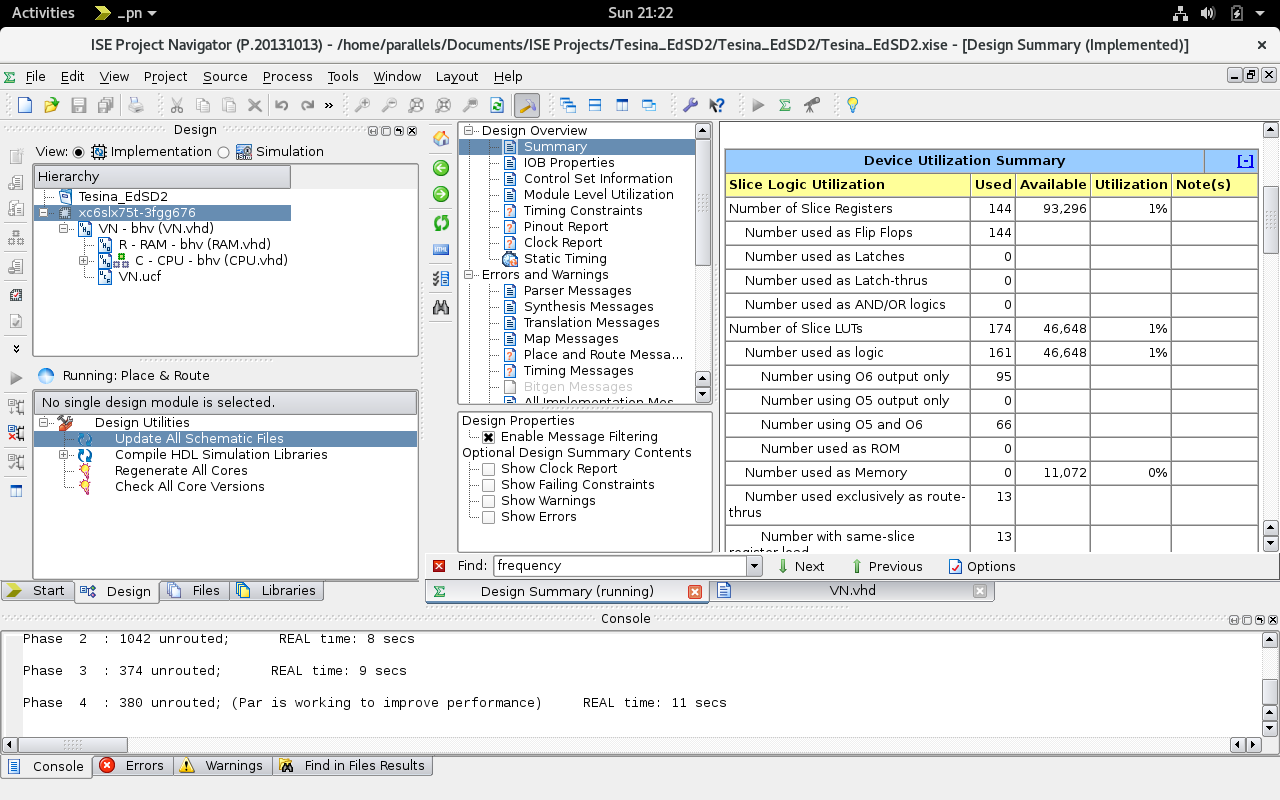 Activities _pn Sun 21:22
ISE Project Navigator (P.20131013) - /home/parallels/Documents/ISE Projects/Tesina_EdSD2/Tesina_EdSD2/Tesina_EdSD2.xise - [Design Summary (Implemented)]
File Edit View Project Source Process Tools Window Layout Help
»
Design
View: Implementation Simulation
Hierarchy
Tesina_EdSD2
xc6slx75t-3fgg676
VN - bhv (VN.vhd)
R - RAM - bhv (RAM.vhd)
C - CPU - bhv (CPU.vhd)
VN.ucf
Running: Place & Route
No single design module is selected.
Design Utilities
Update All Schematic Files
Compile HDL Simulation Libraries
Regenerate All Cores
Check All Core Versions
Start Design Files Libraries
Design Overview
Summary
IOB Properties
Control Set Information
Module Level Utilization
Timing Constraints
Pinout Report
Clock Report
Static Timing
Errors and Warnings
Parser Messages
Synthesis Messages
Translation Messages
Map Messages
Place and Route Messa...
Timing Messages
Bitgen Messages
All Implementation Mes
Design Properties
Enable Message Filtering
Optional Design Summary Contents
Show Clock Report
Show Failing Constraints
Show Warnings
Show Errors
Device Utilization Summary [-]
Slice Logic Utilization Used Available Utilization Note(s)
Number of Slice Registers 144 93,296 1%
Number used as Flip Flops 144
Number used as Latches 0
Number used as Latch-thrus 0
Number used as AND/OR logics 0
Number of Slice LUTs 174 46,648 1%
Number used as logic 161 46,648 1%
Number using O6 output only 95
Number using O5 output only 0
Number using O5 and O6 66
Number used as ROM 0
Number used as Memory 0 11,072 0%
Number used exclusively as route- 13
thrus
Number with same-slice 13
register load
Find: frequency Next Previous Options
Design Summary (running) VN.vhd
Console
Phase 2 : 1042 unrouted; REAL time: 8 secs
Phase 3 : 374 unrouted; REAL time: 9 secs
Phase 4 : 380 unrouted; (Par is working to improve performance) REAL time: 11 secs
Console Errors Warnings Find in Files Results